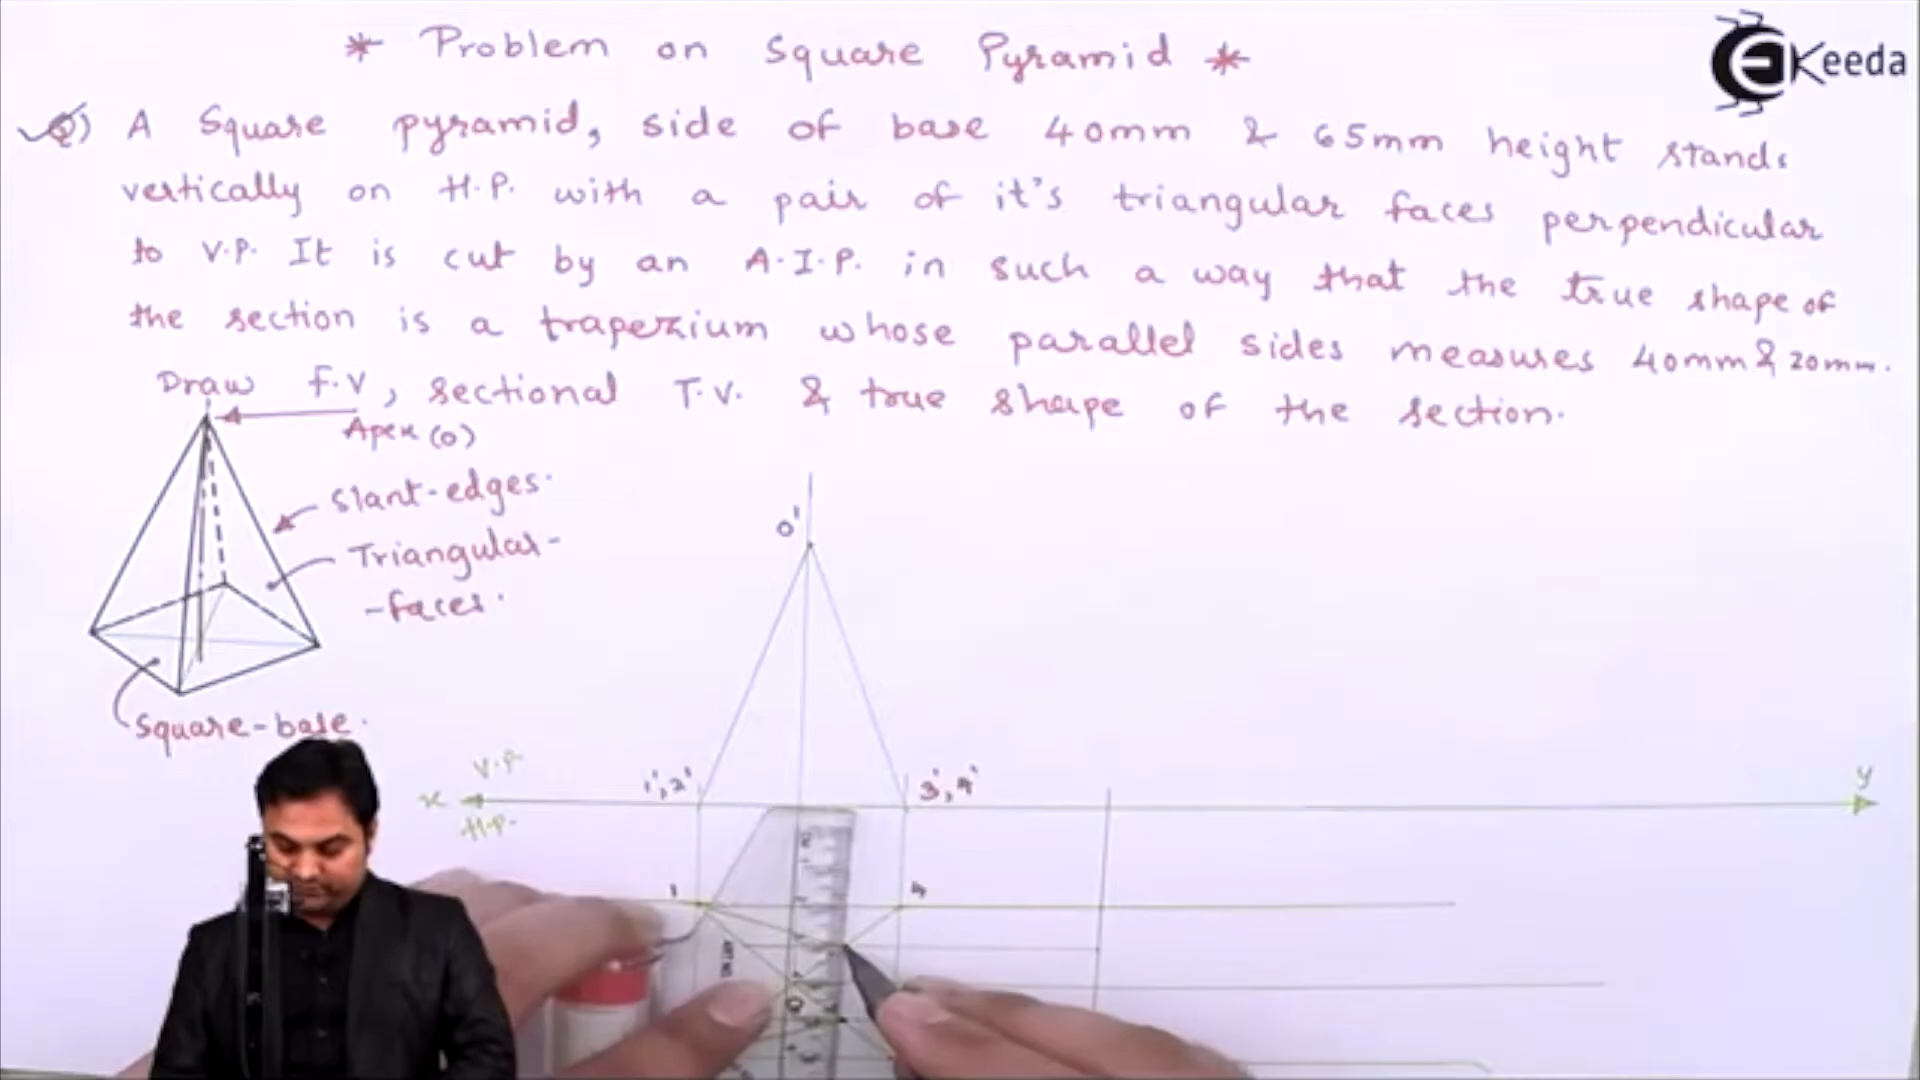 * Problem on Square Pyramid *
EKeeda
Q) A Square pyramid, side of base 40mm & 65mm height stands
vertically on H.P. with a pair of it's triangular faces perpendicular
to V.P. It is cut by an A.I.P. in such a way that the true shape of
the section is a trapezium whose parallel sides measures 40mm & 20mm.
Draw F.V, sectional T.V. & true shape of the section.
Apex (o)
Slant-edges.
Triangular-
-faces.
Square-base.
o'
V.P.
1',2'
3',4'
x
y
H.P.
1
4